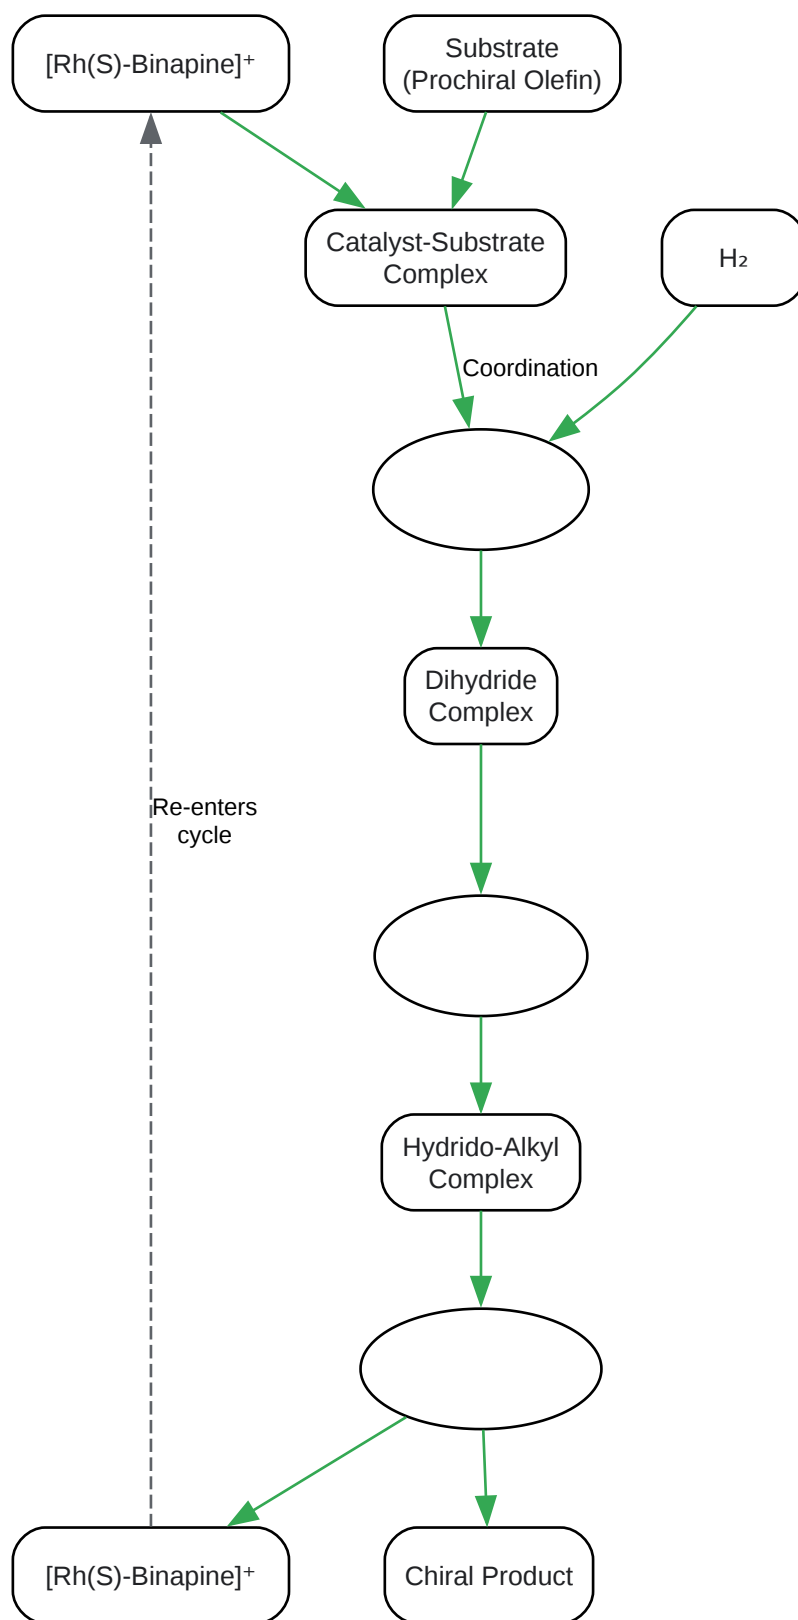 [Rh(S)-Binapine]⁺
Substrate
(Prochiral Olefin)
Catalyst-Substrate
Complex
H₂
Coordination
Dihydride
Complex
Re-enters
cycle
Hydrido-Alkyl
Complex
[Rh(S)-Binapine]⁺
Chiral Product